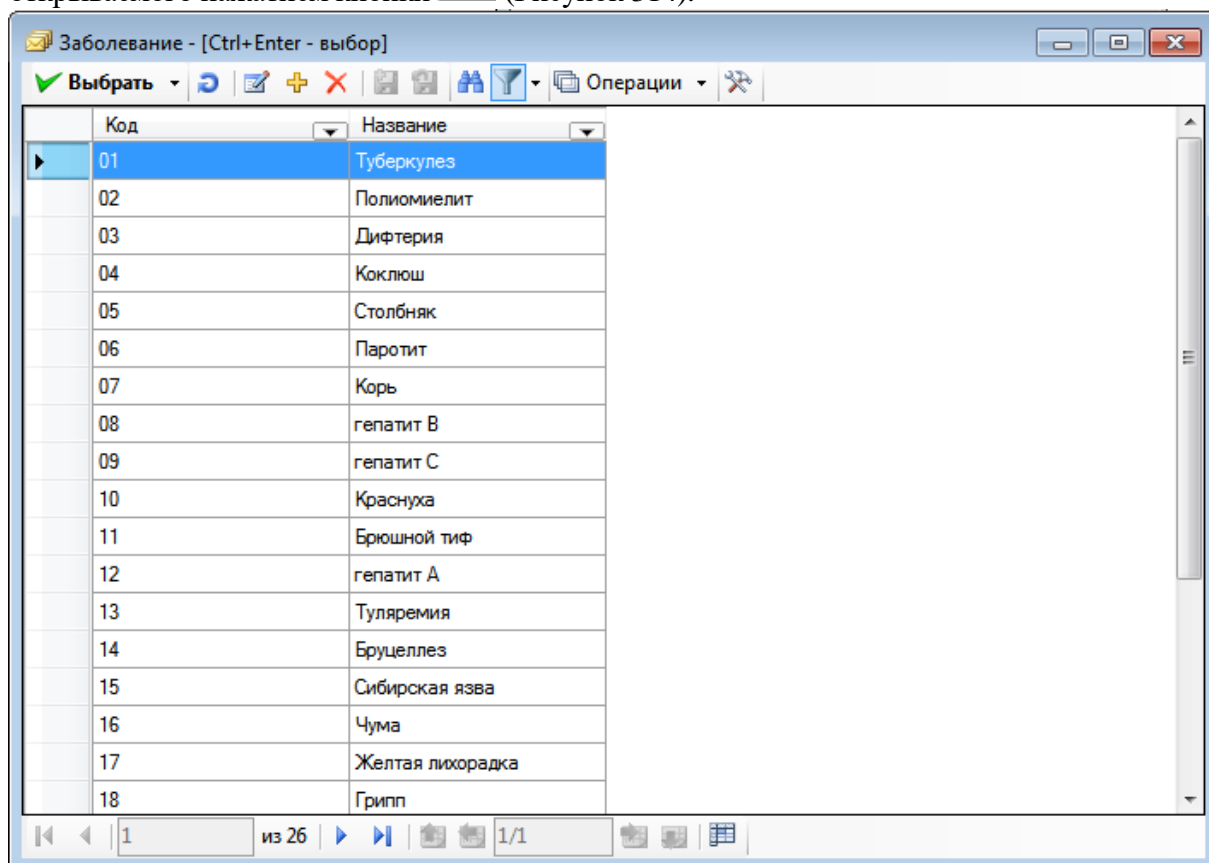 (Рисунок 314).
Заболевание - [Ctrl+Enter - выбор]
Выбрать Операции
Код Название
01 Туберкулез
02 Полиомиелит
03 Дифтерия
04 Коклюш
05 Столбняк
06 Паротит
07 Корь
08 гепатит В
09 гепатит С
10 Краснуха
11 Брюшной тиф
12 гепатит А
13 Туляремия
14 Бруцеллез
15 Сибирская язва
16 Чума
17 Желтая лихорадка
18 Грипп
1 из 26 1/1